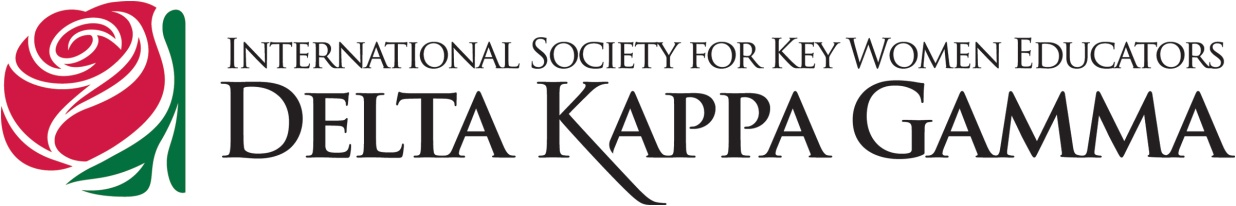 International Society for Key Women Educators
Delta Kappa Gamma